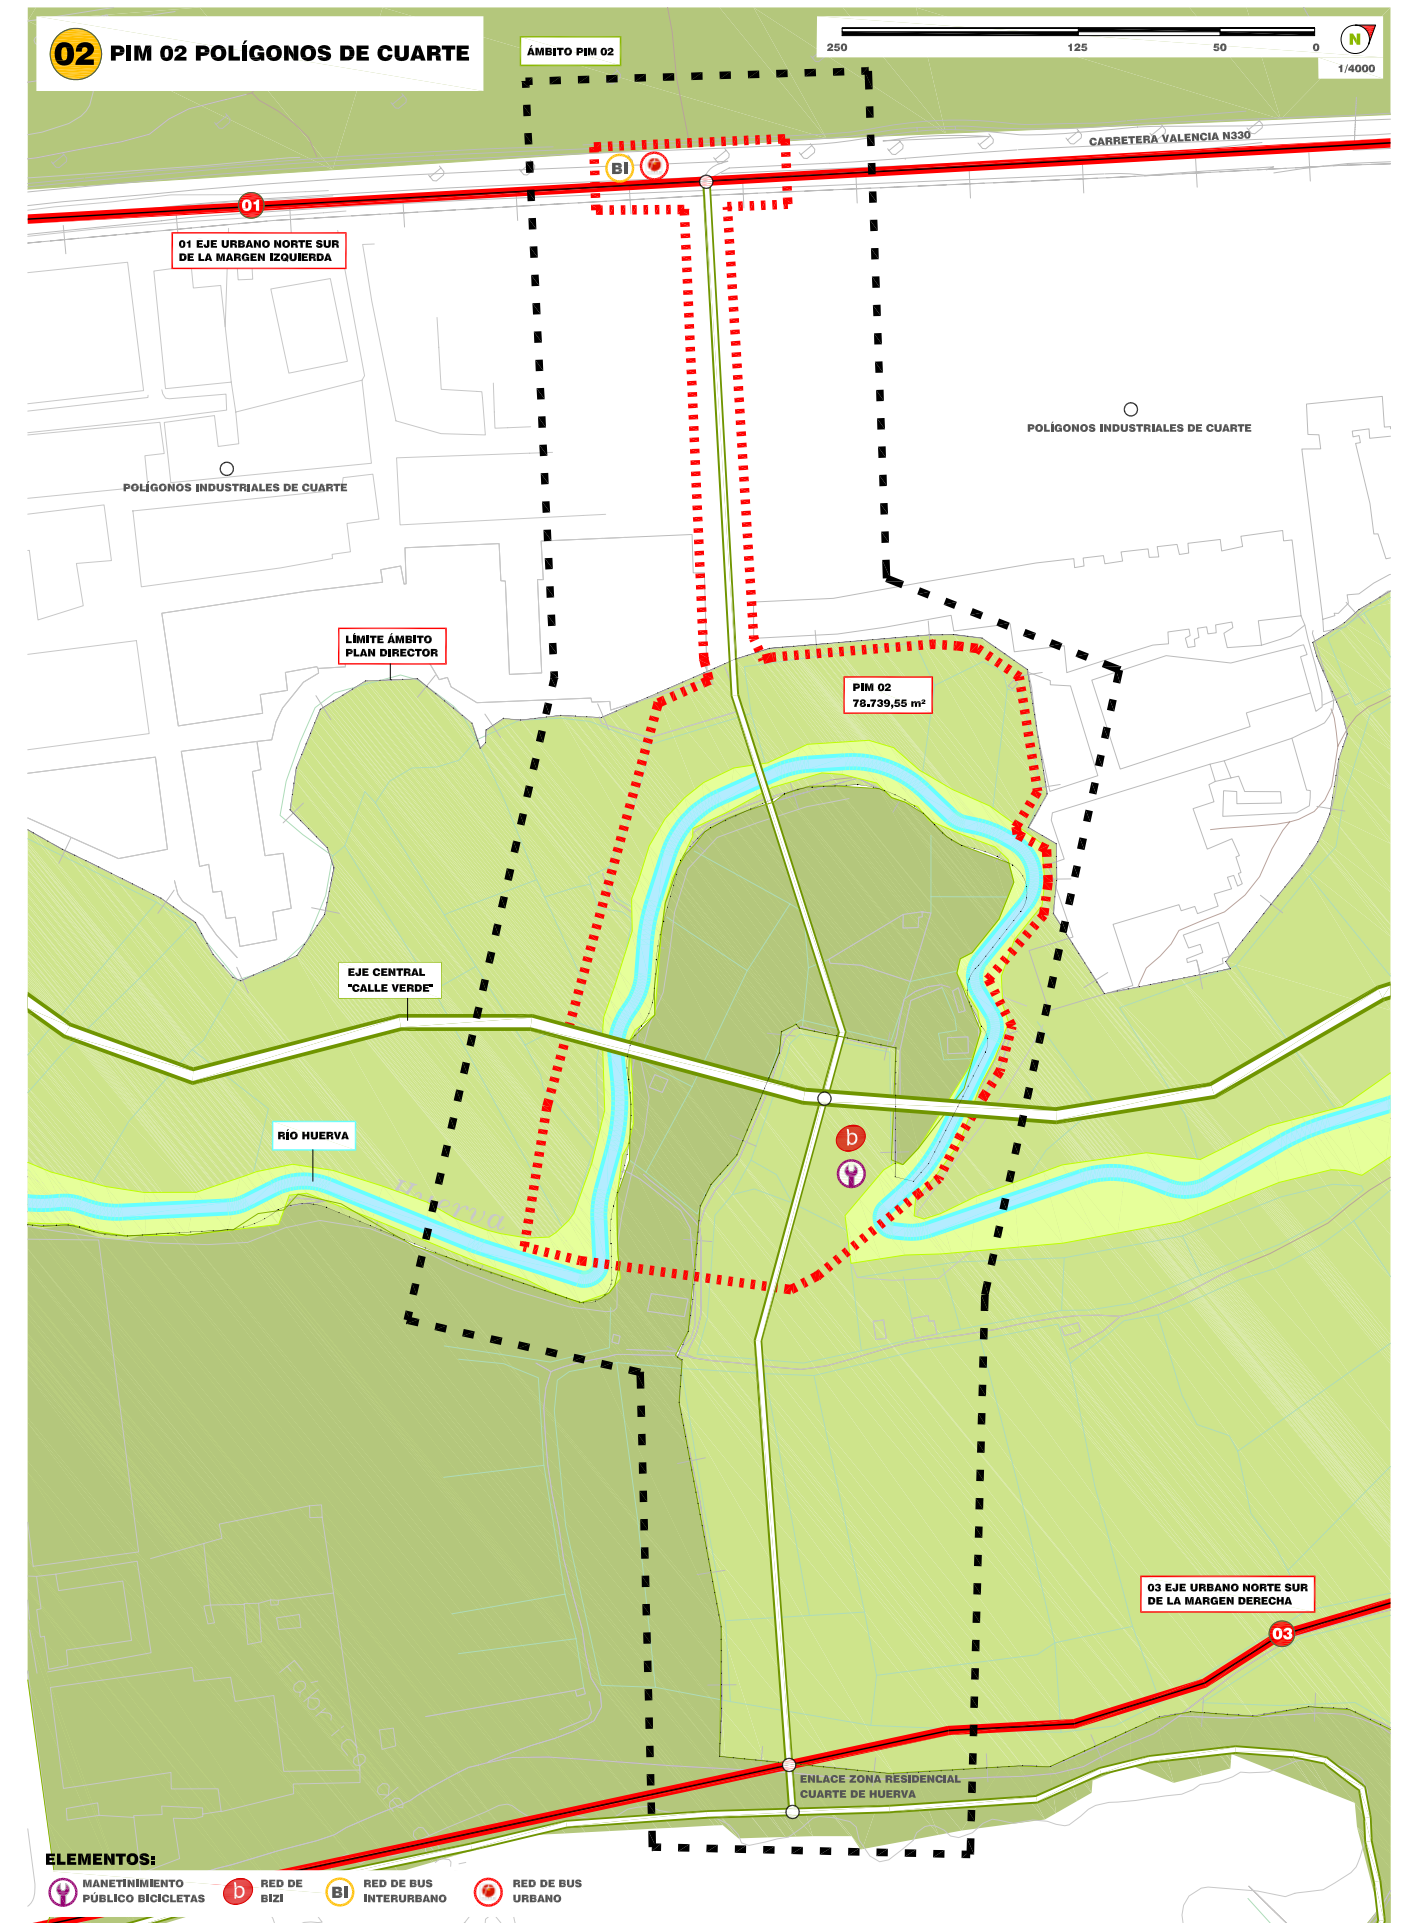 02 PIM 02 POLÍGONOS DE CUARTE
ÁMBITO PIM 02
250 125 50 0
N
1/4000
CARRETERA VALENCIA N330
BI
01
01 EJE URBANO NORTE SUR
DE LA MARGEN IZQUIERDA
POLÍGONOS INDUSTRIALES DE CUARTE
POLÍGONOS INDUSTRIALES DE CUARTE
LÍMITE ÁMBITO
PLAN DIRECTOR
PIM 02
78.739,55 m²
EJE CENTRAL
"CALLE VERDE"
RÍO HUERVA
b
Huerva
03 EJE URBANO NORTE SUR
DE LA MARGEN DERECHA
03
ENLACE ZONA RESIDENCIAL
CUARTE DE HUERVA
ELEMENTOS:
MANETINIMIENTO
PÚBLICO BICICLETAS
b
RED DE
BIZI
BI
RED DE BUS
INTERURBANO
RED DE BUS
URBANO